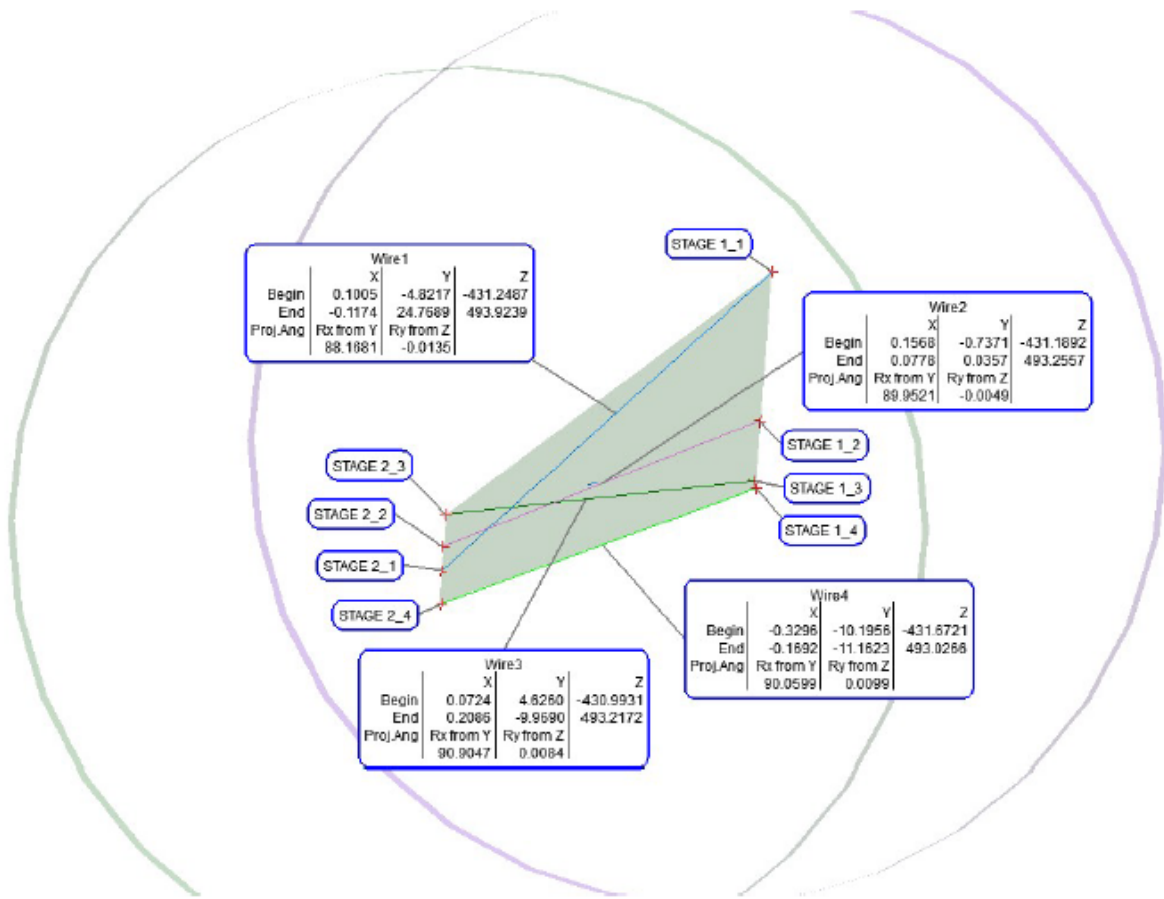 STAGE 1_1
Wire1
X Y Z
Begin 0.1005 -4.8217 -431.2487
End -0.1174 24.7689 493.9239
Proj.Ang Rx from Y Ry from Z
88.1681 -0.0135
Wire2
X Y Z
Begin 0.1568 -0.7371 -431.1892
End 0.0778 0.0357 493.2557
Proj.Ang Rx from Y Ry from Z
89.9521 -0.0049
STAGE 1_2
STAGE 2_3
STAGE 1_3
STAGE 2_2
STAGE 1_4
STAGE 2_1
STAGE 2_4
Wire4
X Y Z
Begin -0.3296 -10.1956 -431.6721
End -0.1692 -11.1623 493.0266
Proj.Ang Rx from Y Ry from Z
90.0599 0.0099
Wire3
X Y Z
Begin 0.0724 4.6260 -430.9931
End 0.2086 -9.9690 493.2172
Proj.Ang Rx from Y Ry from Z
90.9047 0.0084